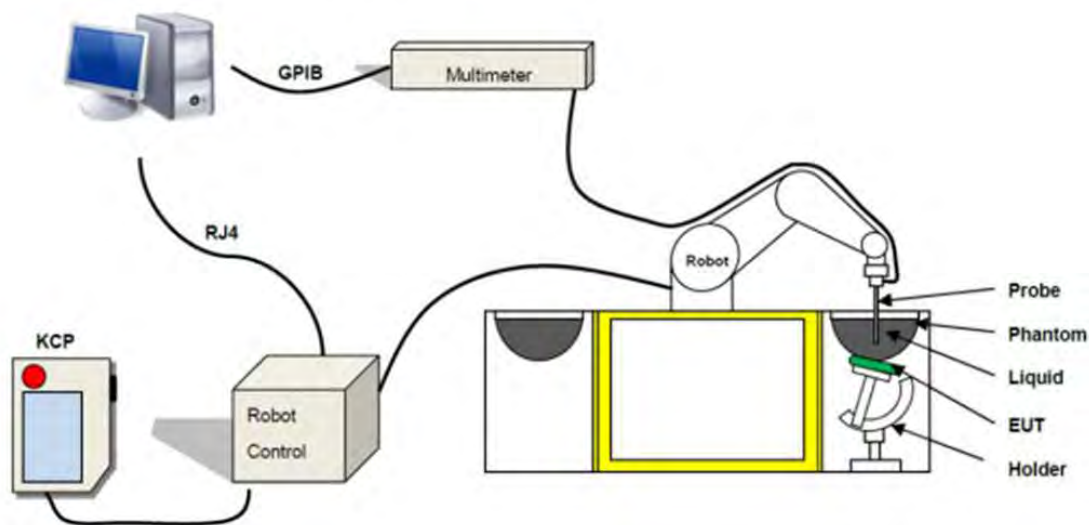 GPIB
Multimeter
RJ4
Robot
Probe
Phantom
KCP
Liquid
Robot
Control
EUT
Holder